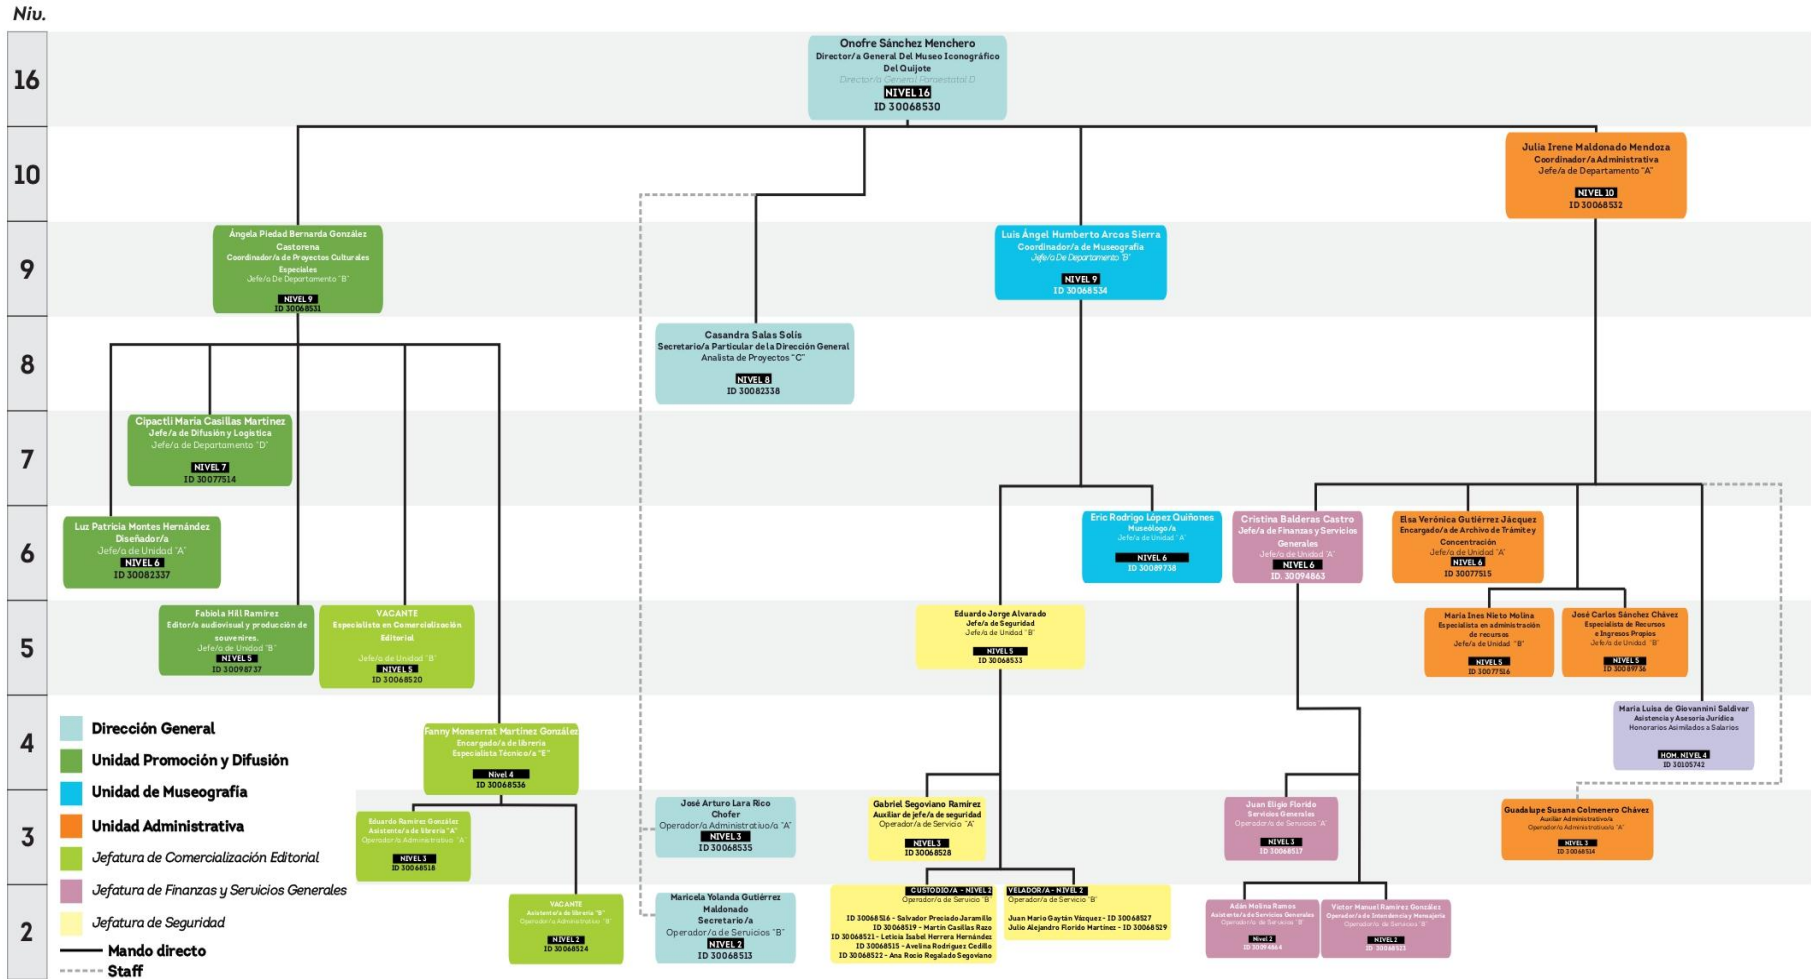 Niv.
16
10
9
8
7
6
5
4
3
2
Onofre Sánchez Menchero
Director/a General Del Museo Iconográfico
Del Quijote
Director/a General Paraestatal D
NIVEL 16
ID 30068530
Julia Irene Maldonado Mendoza
Coordinador/a Administrativa
Jefe/a de Departamento "A"
NIVEL 10
ID 30068532
Ángela Piedad Bernarda González
Castorena
Coordinador/a de Proyectos Culturales
Especiales
Jefe/a De Departamento "B"
NIVEL 9
ID 30068531
Luis Ángel Humberto Arcos Sierra
Coordinador/a de Museografía
Jefe/a De Departamento "B"
NIVEL 9
ID 30068534
Casandra Salas Solís
Secretario/a Particular de la Dirección General
Analista de Proyectos "C"
NIVEL 8
ID 30082338
Cipactli María Casillas Martínez
Jefe/a de Difusión y Logística
Jefe/a de Departamento "D"
NIVEL 7
ID 30077514
Luz Patricia Montes Hernández
Diseñador/a
Jefe/a de Unidad "A"
NIVEL 6
ID 30082337
Eric Rodrigo López Quiñones
Museólogo/a
Jefe/a de Unidad "A"
NIVEL 6
ID 30089738
Cristina Balderas Castro
Jefe/a de Finanzas y Servicios
Generales
Jefe/a de Unidad "A"
NIVEL 6
ID. 30094863
Elsa Verónica Gutiérrez Jácquez
Encargado/a de Archivo de Trámite y
Concentración
Jefe/a de Unidad "A"
NIVEL 6
ID 30077515
Fabiola Hill Ramírez
Editor/a audiovisual y producción de
souvenires.
Jefe/a de Unidad "B"
NIVEL 5
ID 30098737
VACANTE
Especialista en Comercialización
Editorial
Jefe/a de Unidad "B"
NIVEL 5
ID 30068520
Eduardo Jorge Alvarado
Jefe/a de Seguridad
Jefe/a de Unidad "B"
NIVEL 5
ID 30068533
María Ines Nieto Molina
Especialista en administración
de recursos
Jefe/a de Unidad "B"
NIVEL 5
ID 30077516
José Carlos Sánchez Chávez
Especialista de Recursos
e Ingresos Propios
Jefe/a de Unidad "B"
NIVEL 5
ID 30089736
Fanny Monserrat Martínez González
Encargado/a de librería
Especialista Técnico/a "E"
Nivel 4
ID 30068536
María Luisa de Giovannini Saldívar
Asistencia y Asesoría Jurídica
Honorarios Asimilados a Salarios
HOM. NIVEL 4
ID 30105742
Eduardo Ramírez González
Asistente/a de librería "A"
Operador/a Administrativo "A"
NIVEL 3
ID 30068518
José Arturo Lara Rico
Chofer
Operador/a Administrativo/a "A"
NIVEL 3
ID 30068535
Gabriel Segoviano Ramírez
Auxiliar de jefe/a de seguridad
Operador/a de Servicio "A"
NIVEL 3
ID 30068528
Juan Eligio Florido
Servicios Generales
Operador/a de Servicios "A"
NIVEL 3
ID 30068517
Guadalupe Susana Colmenero Chávez
Auxiliar Administrativo/a
Operador/a Administrativo/a "A"
NIVEL 3
ID 30068514
VACANTE
Asistente/a de librería "B"
Operador/a Administrativo "B"
NIVEL 2
ID 30068524
Maricela Yolanda Gutiérrez
Maldonado
Secretario/a
Operador/a de Servicios "B"
NIVEL 2
ID 30068513
CUSTODIO/A - NIVEL 2
Operador/a de Servicio "B"
ID 30068516 - Salvador Preciado Jaramillo
ID 30068519 - Martín Casillas Razo
ID 30068521 - Leticia Isabel Herrera Hernández
ID 30068515 - Avelina Rodríguez Cedillo
ID 30068522 - Ana Rocío Regalado Segoviano
VELADOR/A - NIVEL 2
Operador/a de Servicio "B"
Juan Mario Gaytán Vázquez - ID 30068527
Julio Alejandro Florido Martínez - ID 30068529
Adán Molina Ramos
Asistente/a de Servicios Generales
Operador/a de Servicios "B"
Nivel 2
ID 30094864
Víctor Manuel Ramírez González
Operador/a de Intendencia y Mensajería
Operador/a de Servicios "B"
NIVEL 2
Dirección General
Unidad Promoción y Difusión
Unidad de Museografía
Unidad Administrativa
Jefatura de Comercialización Editorial
Jefatura de Finanzas y Servicios Generales
Jefatura de Seguridad
Mando directo
Staff